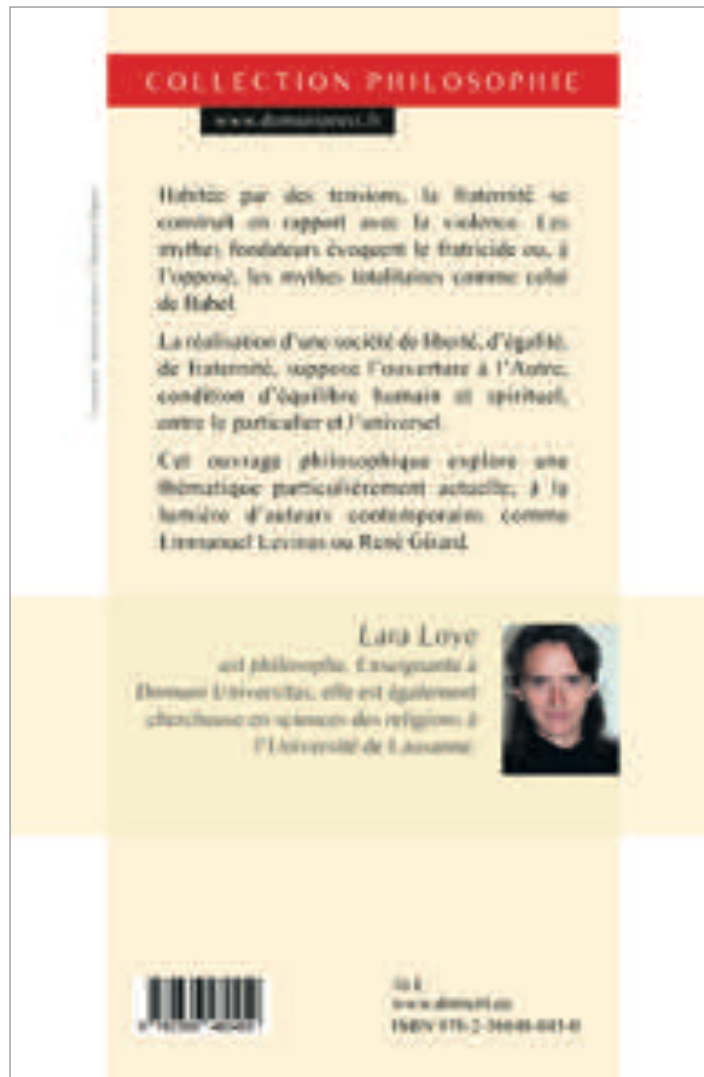 COLLECTION PHILOSOPHIE
Habitée par des tensions, la fraternité se
construit en rapport avec la violence. Les
mythes fondateurs évoquent le fratricide ou, à
l'opposé, les mythes totalitaires comme celui
de Babel.
La réalisation d'une société de liberté, d'égalité,
de fraternité, suppose l'ouverture à l'Autre,
condition d'équilibre humain et spirituel,
entre le particulier et l'universel.
Cet ouvrage philosophique explore une
thématique particulièrement actuelle, à la
lumière d'auteurs contemporains comme
Emmanuel Levinas ou René Girard.
Lara Loye
est philosophe. Enseignante à
Domuni Universitas, elle est également
chercheuse en sciences des religions à
l'Université de Lausanne.
www.domuni.eu